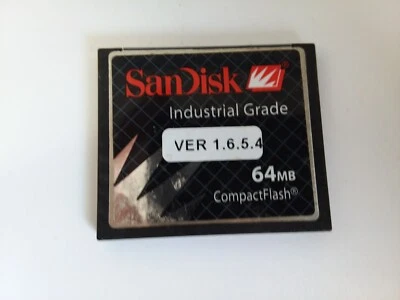 SanDisk
Industrial Grade
VER 1.6.5.4
64MB
CompactFlash®